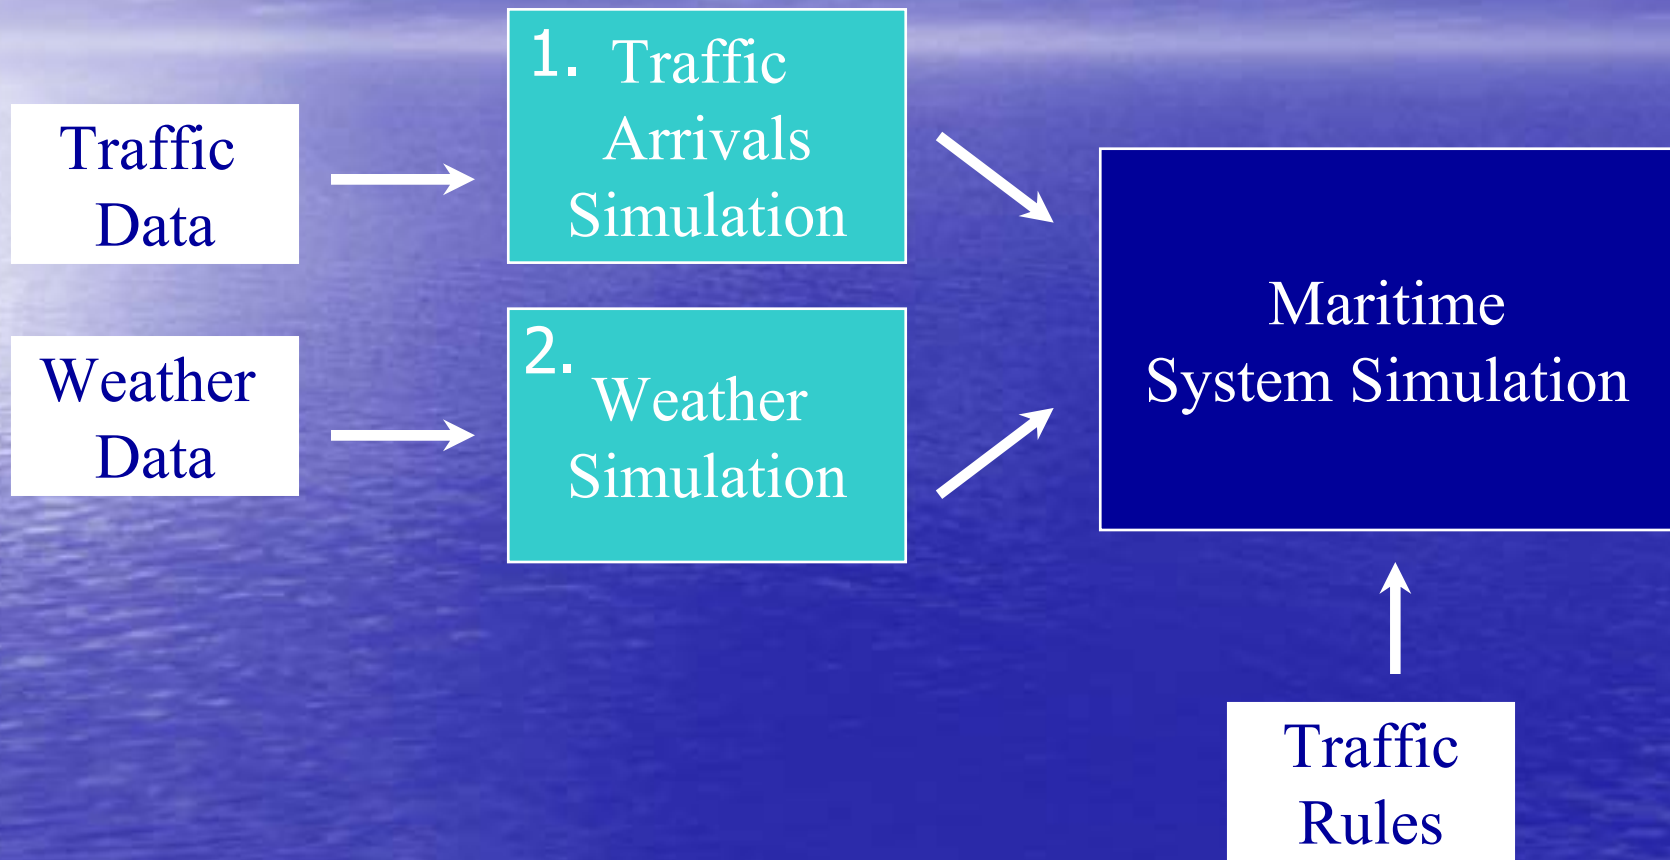 Traffic
Data
1. Traffic
Arrivals
Simulation
Weather
Data
2.
Weather
Simulation
Maritime
System Simulation
Traffic
Rules